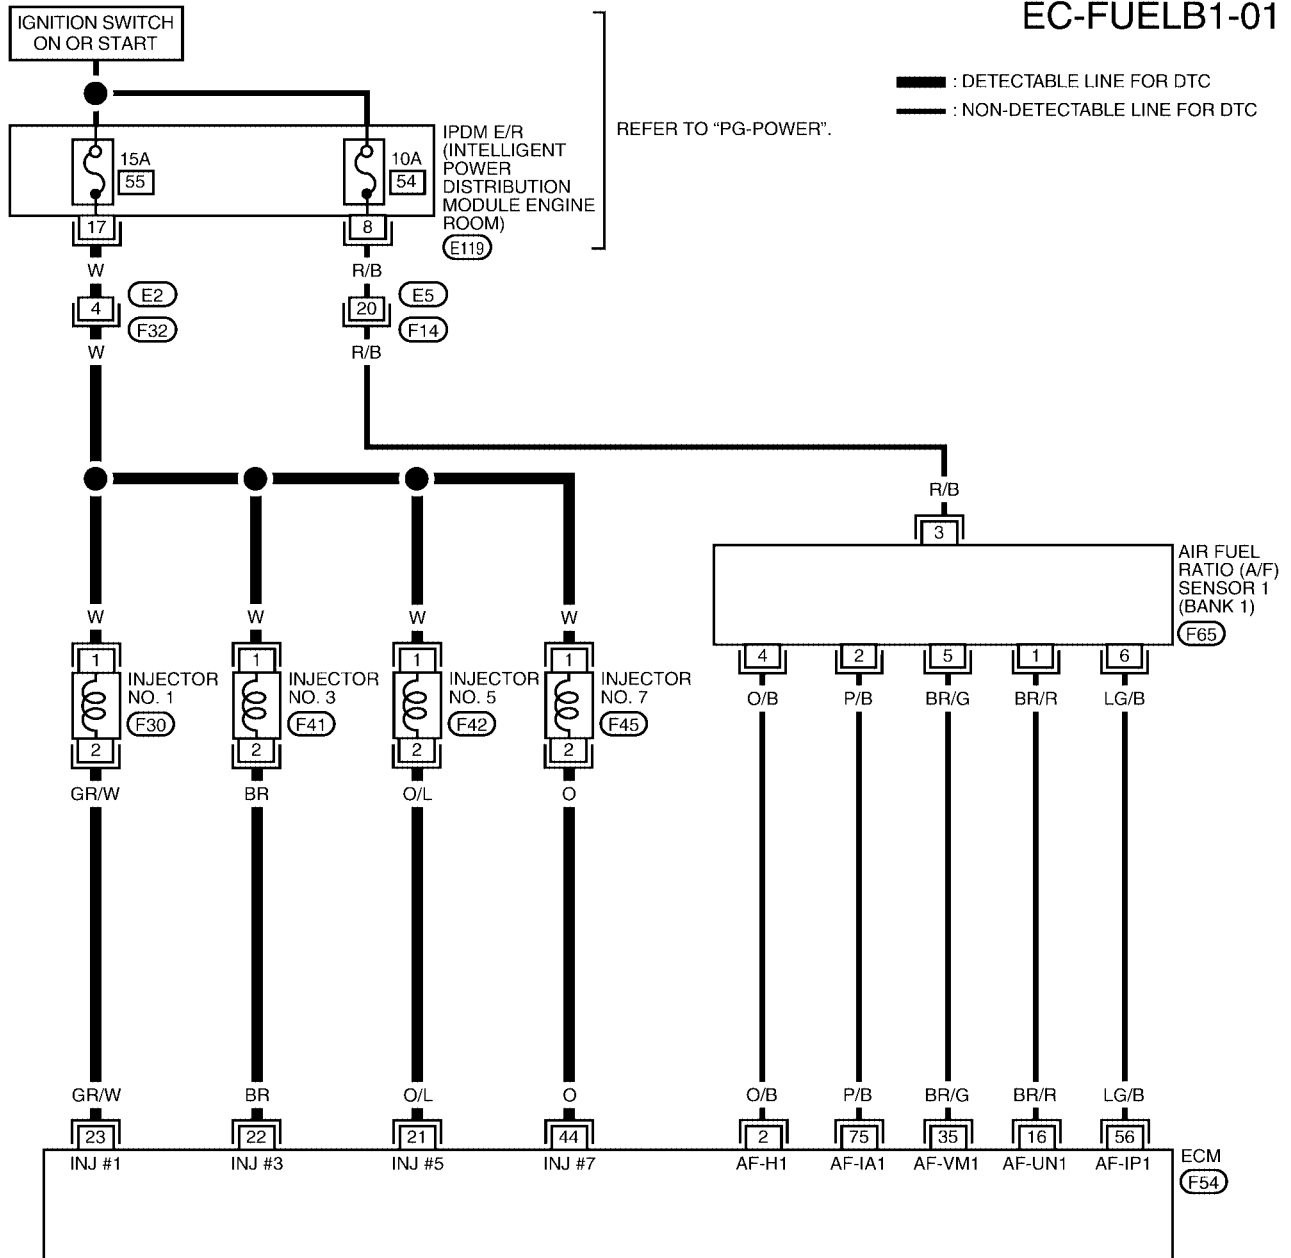 EC-FUELB1-01
IGNITION SWITCH
ON OR START
: DETECTABLE LINE FOR DTC
: NON-DETECTABLE LINE FOR DTC
REFER TO “PG-POWER”.
15A
55
10A
54
IPDM E/R
(INTELLIGENT
POWER
DISTRIBUTION
MODULE ENGINE
ROOM)
E119
17
8
W
R/B
4
E2
F32
20
E5
F14
W
R/B
R/B
3
AIR FUEL
RATIO (A/F)
SENSOR 1
(BANK 1)
F65
W
W
W
W
1
INJECTOR
NO. 1
F30
2
1
INJECTOR
NO. 3
F41
2
1
INJECTOR
NO. 5
F42
2
1
INJECTOR
NO. 7
F45
2
4
2
5
1
6
O/B
P/B
BR/G
BR/R
LG/B
GR/W
BR
O/L
O
GR/W
BR
O/L
O
O/B
P/B
BR/G
BR/R
LG/B
23
22
21
44
2
75
35
16
56
INJ #1
INJ #3
INJ #5
INJ #7
AF-H1
AF-IA1
AF-VM1
AF-UN1
AF-IP1
ECM
F54